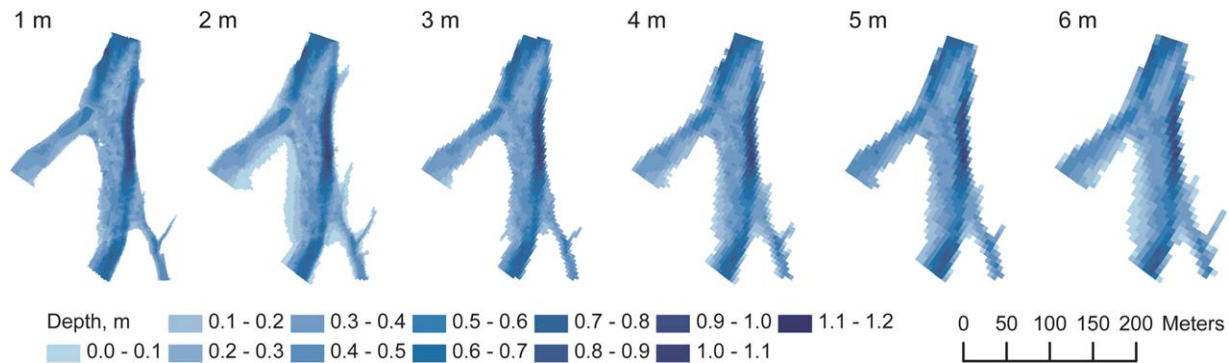 1 m 2 m 3 m 4 m 5 m 6 m
Depth, m 0.1 - 0.2 0.3 - 0.4 0.5 - 0.6 0.7 - 0.8 0.9 - 1.0 1.1 - 1.2
0.0 - 0.1 0.2 - 0.3 0.4 - 0.5 0.6 - 0.7 0.8 - 0.9 1.0 - 1.1
0 50 100 150 200 Meters